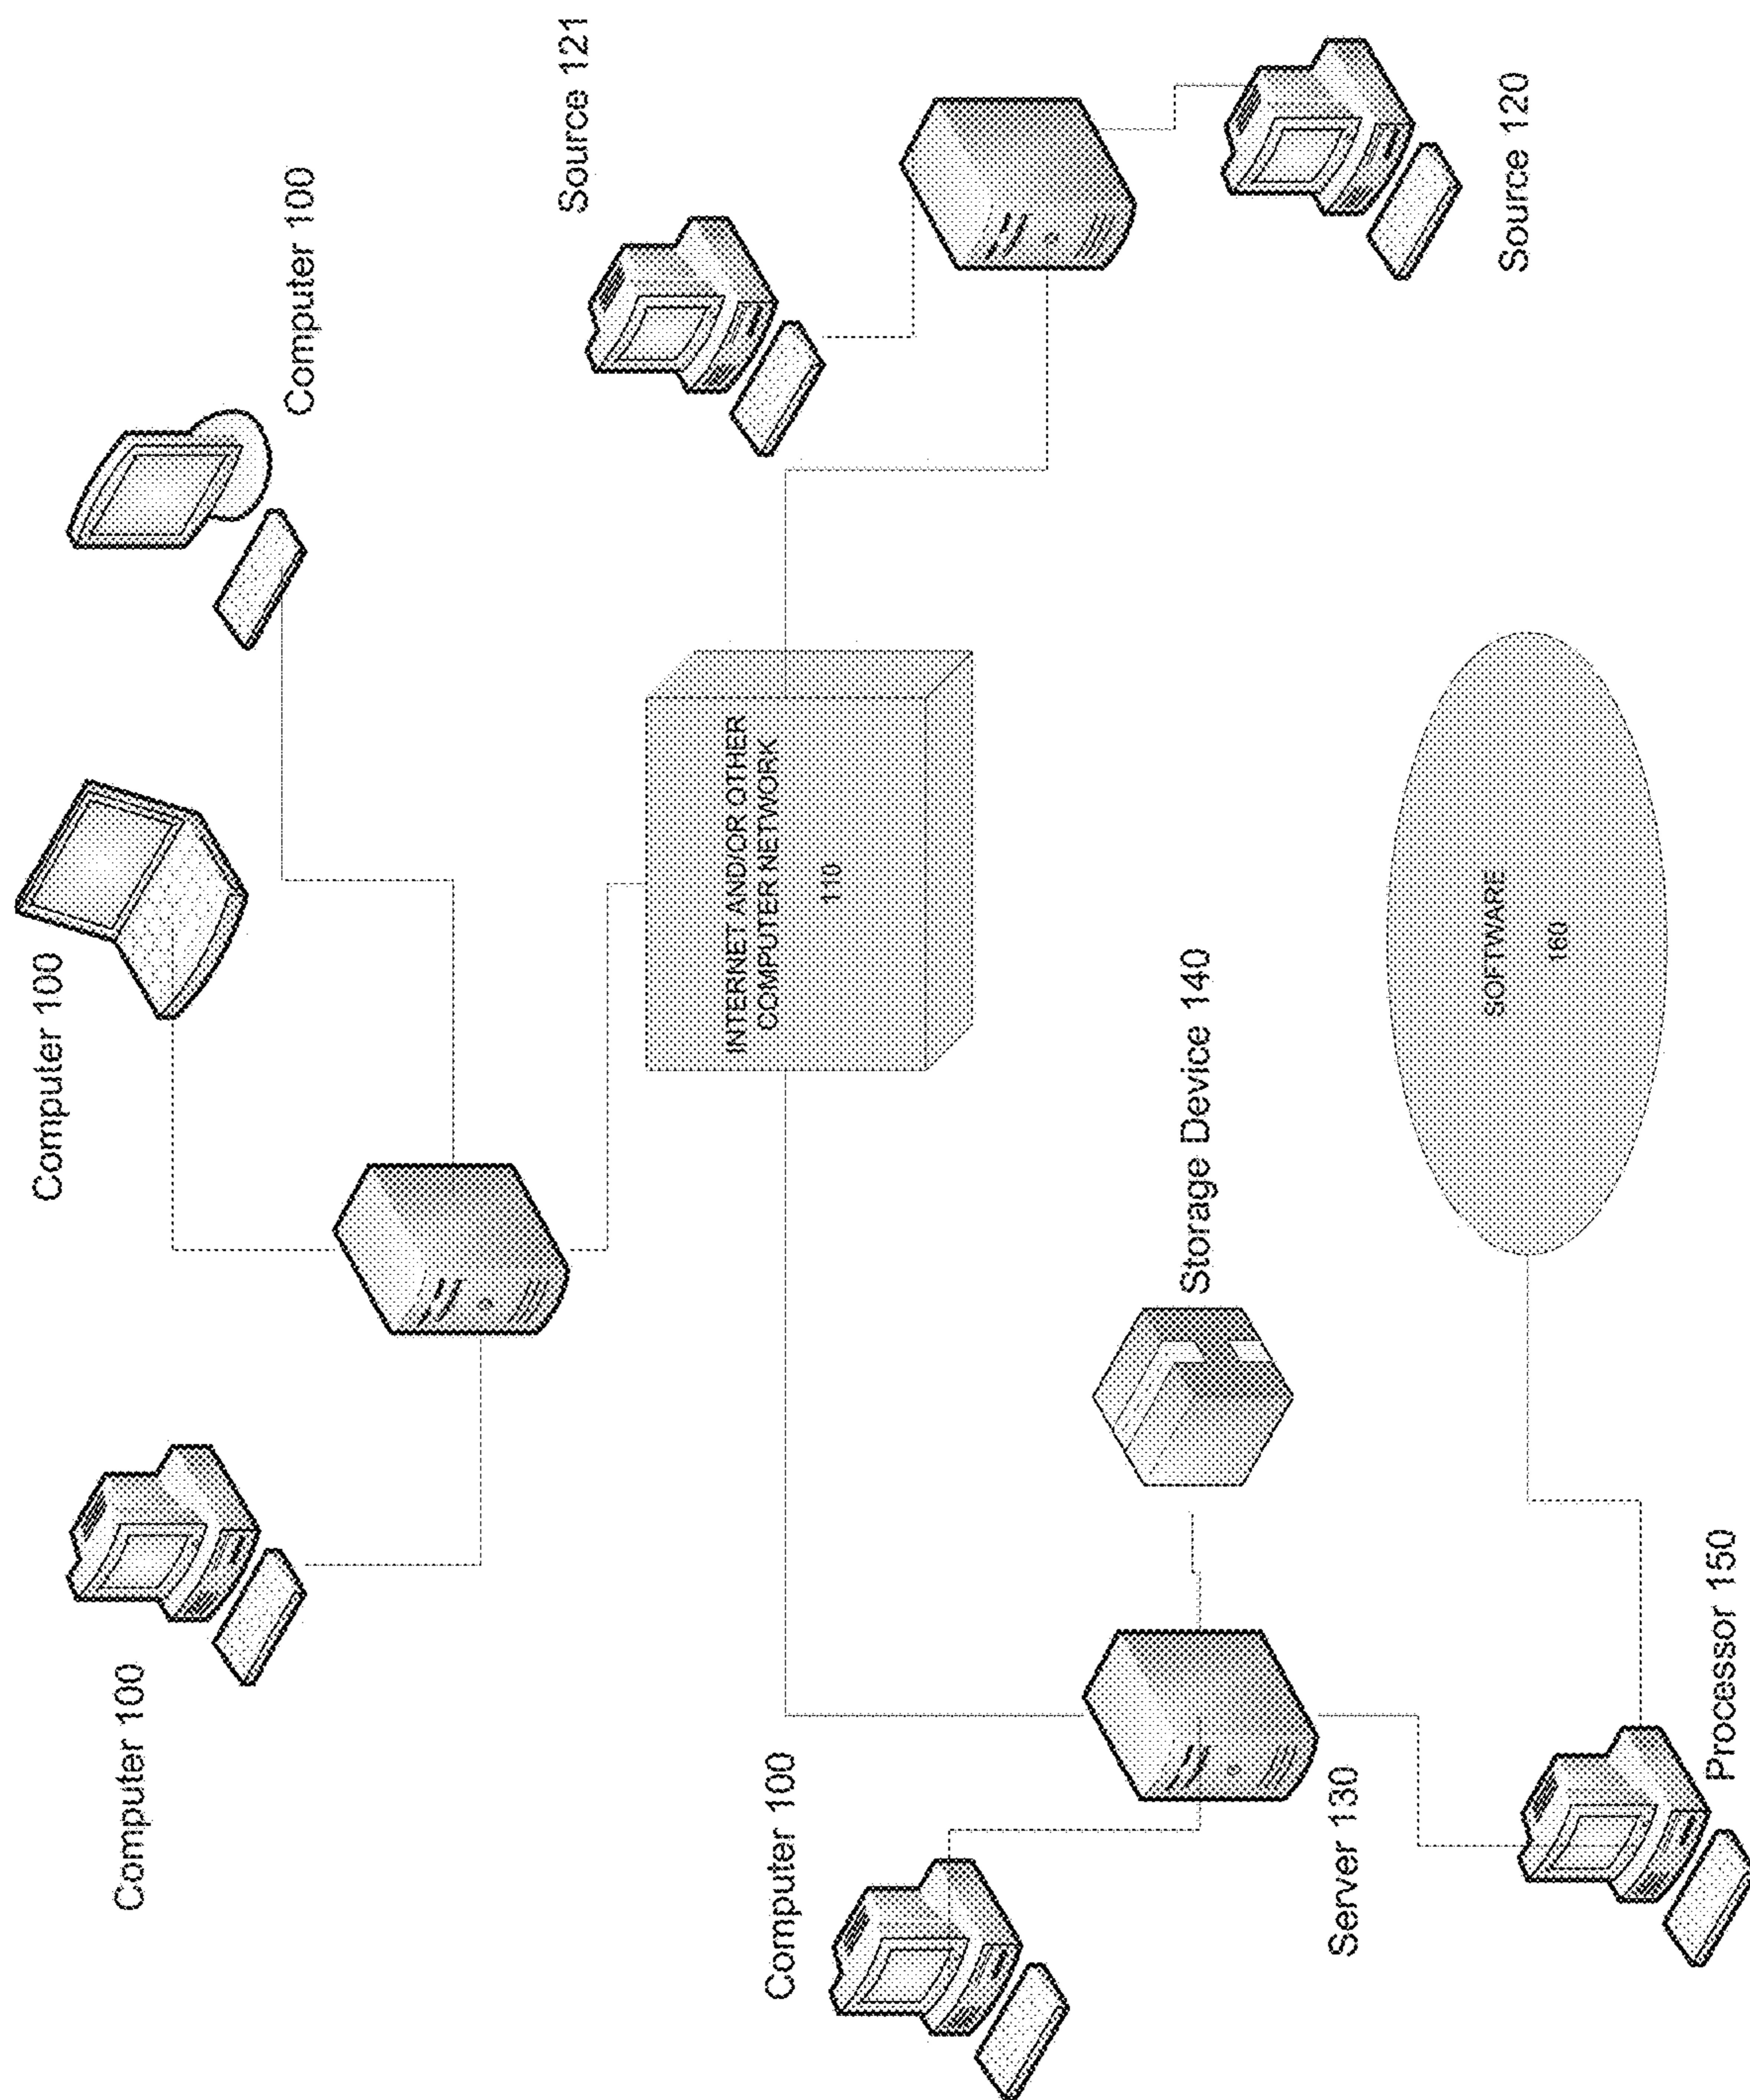 Computer 100
Computer 100
Computer 100
Source 121
INTERNET AND/OR OTHER
COMPUTER NETWORK
110
Computer 100
Storage Device 140
Server 130
Source 120
SOFTWARE
160
Processor 150